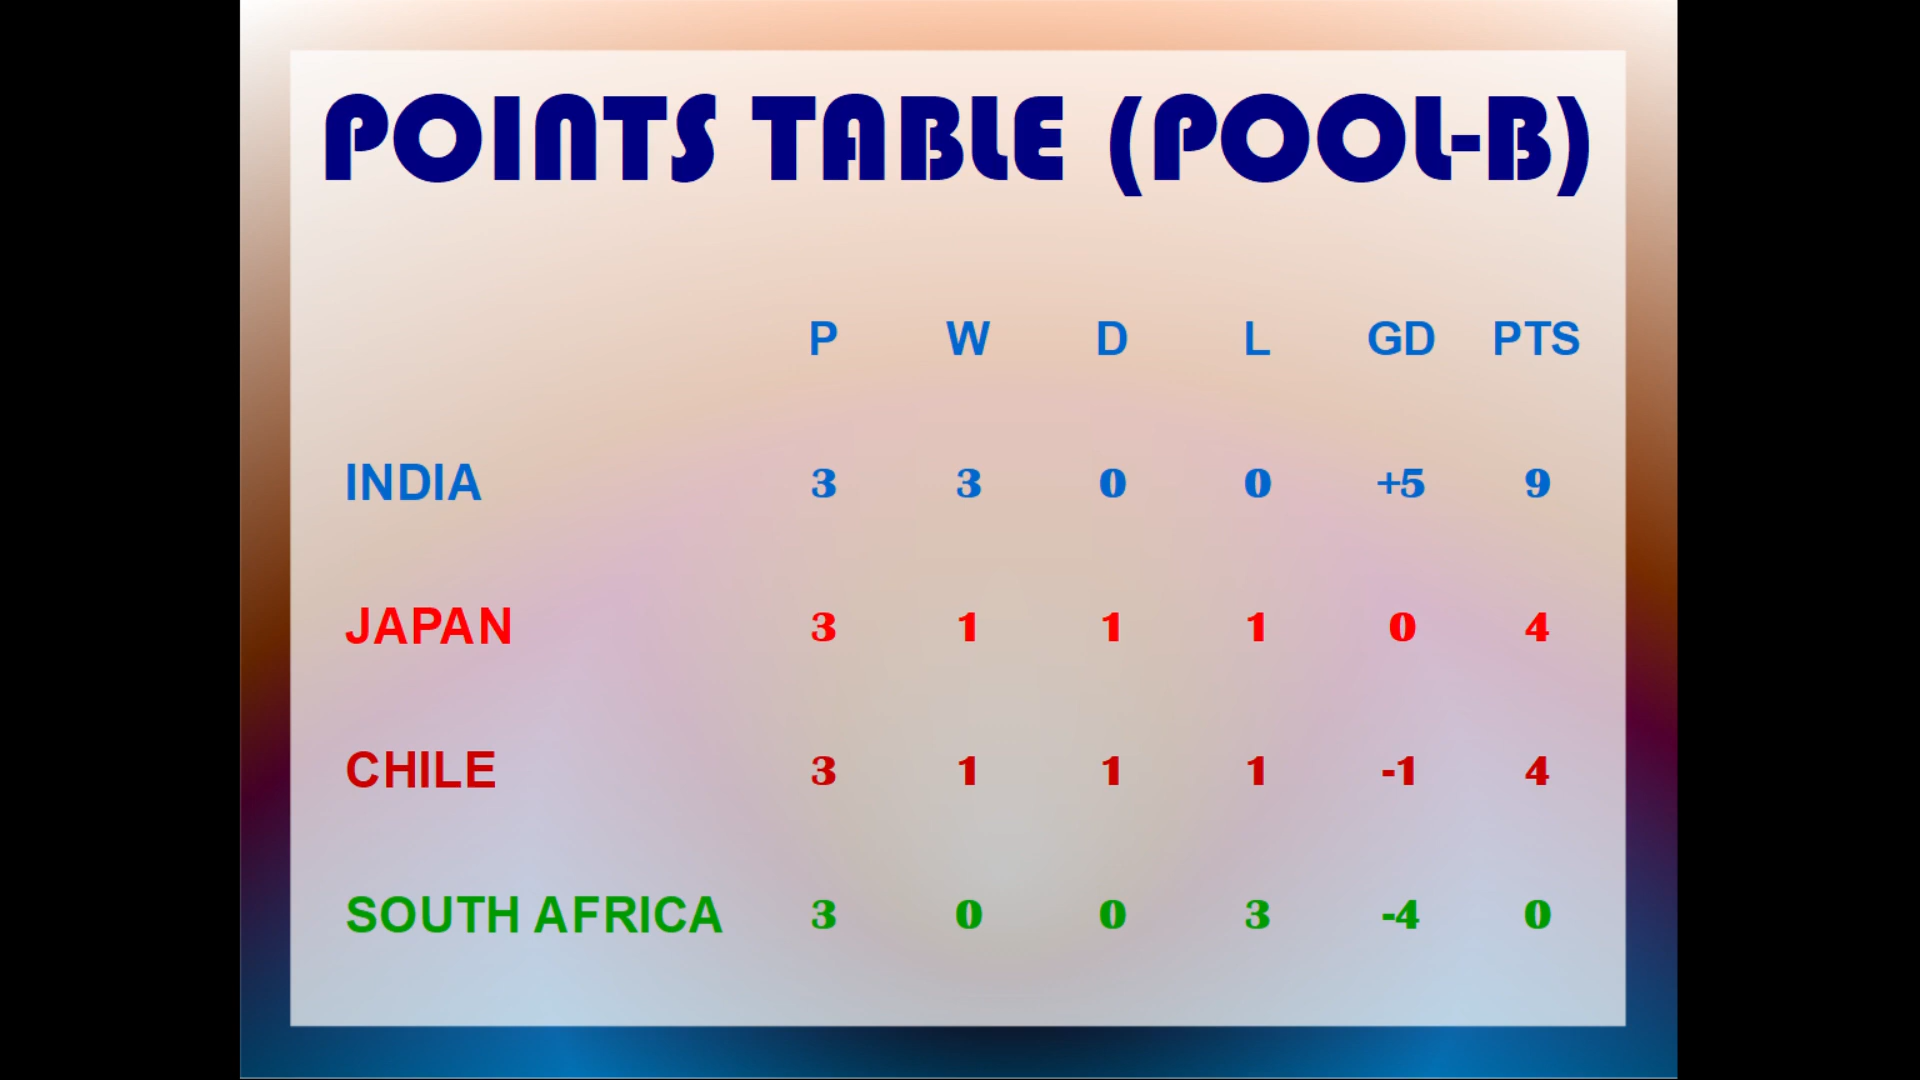 POINTS TABLE (POOL-B)
P W D L GD PTS
INDIA 3 3 0 0 +5 9
JAPAN 3 1 1 1 0 4
CHILE 3 1 1 1 -1 4
SOUTH AFRICA 3 0 0 3 -4 0